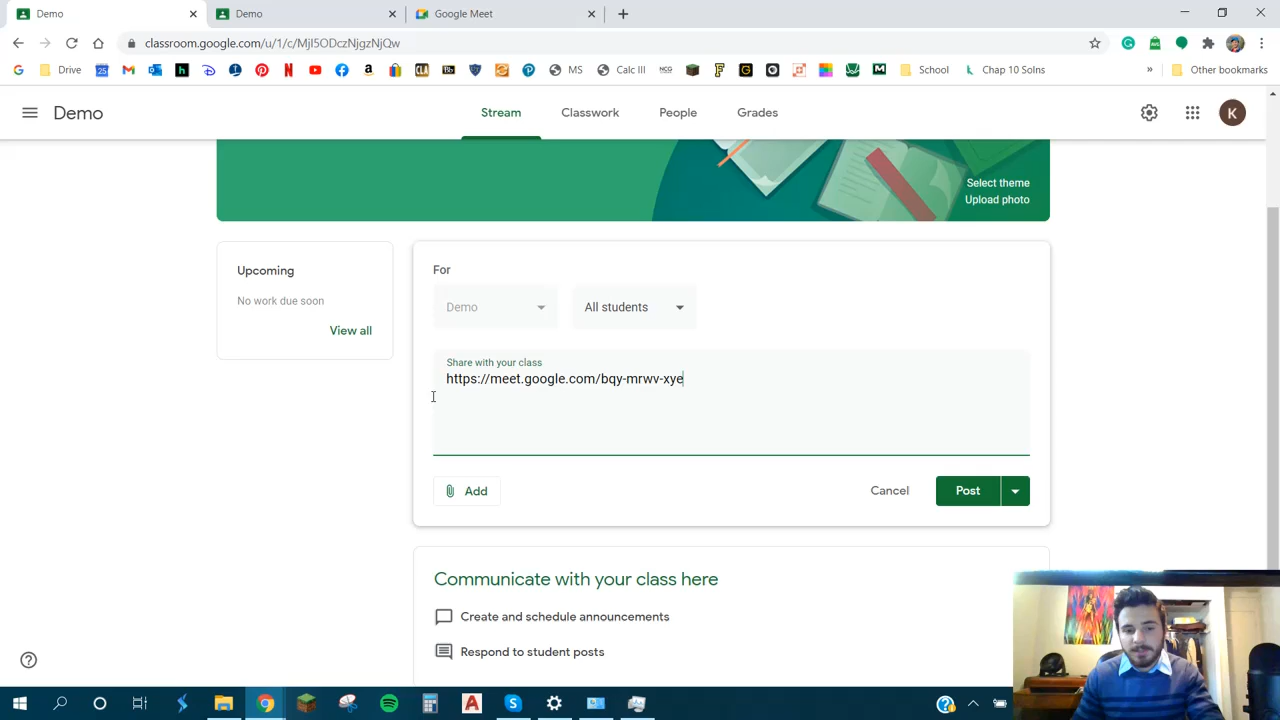 Demo
Demo
Google Meet
classroom.google.com/u/1/c/MjI5ODczNjgzNjQw
Drive
MS
Calc III
School
Chap 10 Solns
»
Other bookmarks
Demo
Stream
Classwork
People
Grades
K
Select theme
Upload photo
Upcoming
No work due soon
View all
For
Demo
All students
Share with your class
https://meet.google.com/bqy-mrwv-xye
Add
Cancel
Post
Communicate with your class here
Create and schedule announcements
Respond to student posts